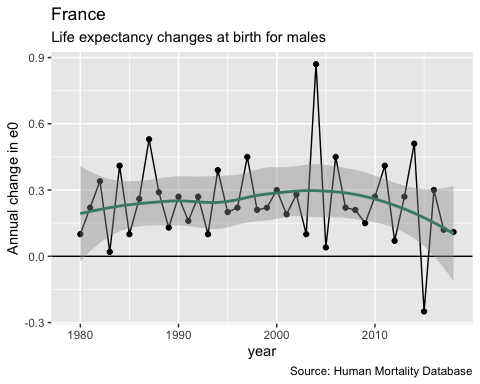 France
Life expectancy changes at birth for males
0.9
0.6
0.3
0.0
-0.3
Annual change in e0
1980 1990 2000 2010
year
Source: Human Mortality Database